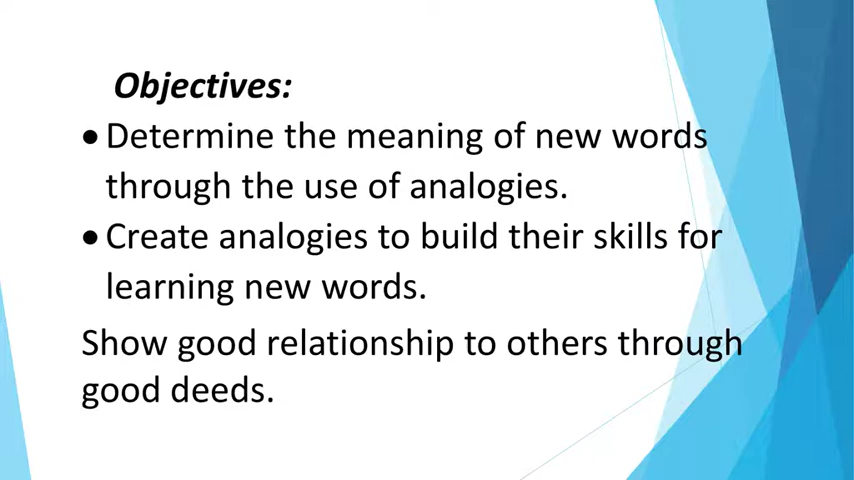 Objectives:
• Determine the meaning of new words
through the use of analogies.
• Create analogies to build their skills for
learning new words.
Show good relationship to others through
good deeds.